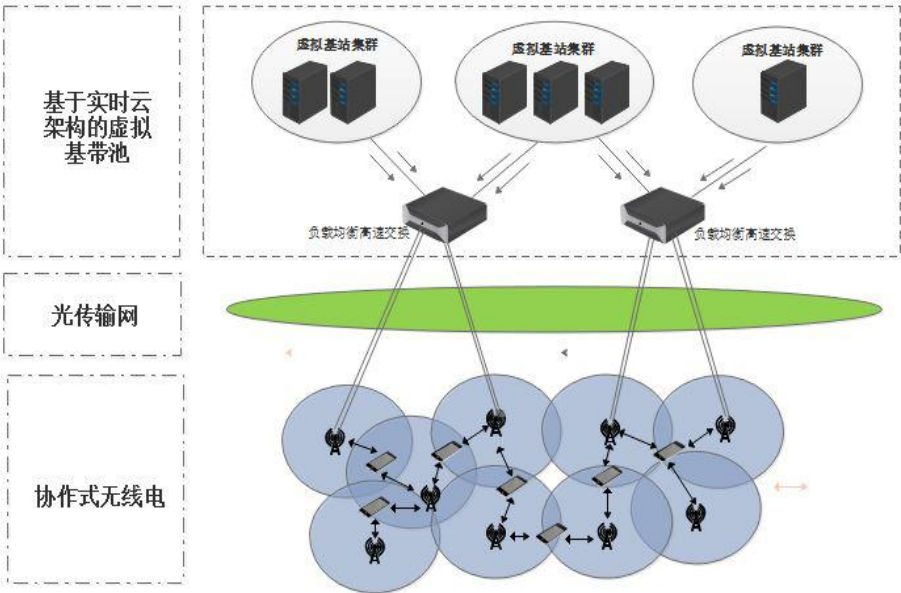 基于实时云
架构的虚拟
基带池
虚拟基站集群
虚拟基站集群
虚拟基站集群
负载均衡高速交换
负载均衡高速交换
光传输网
协作式无线电